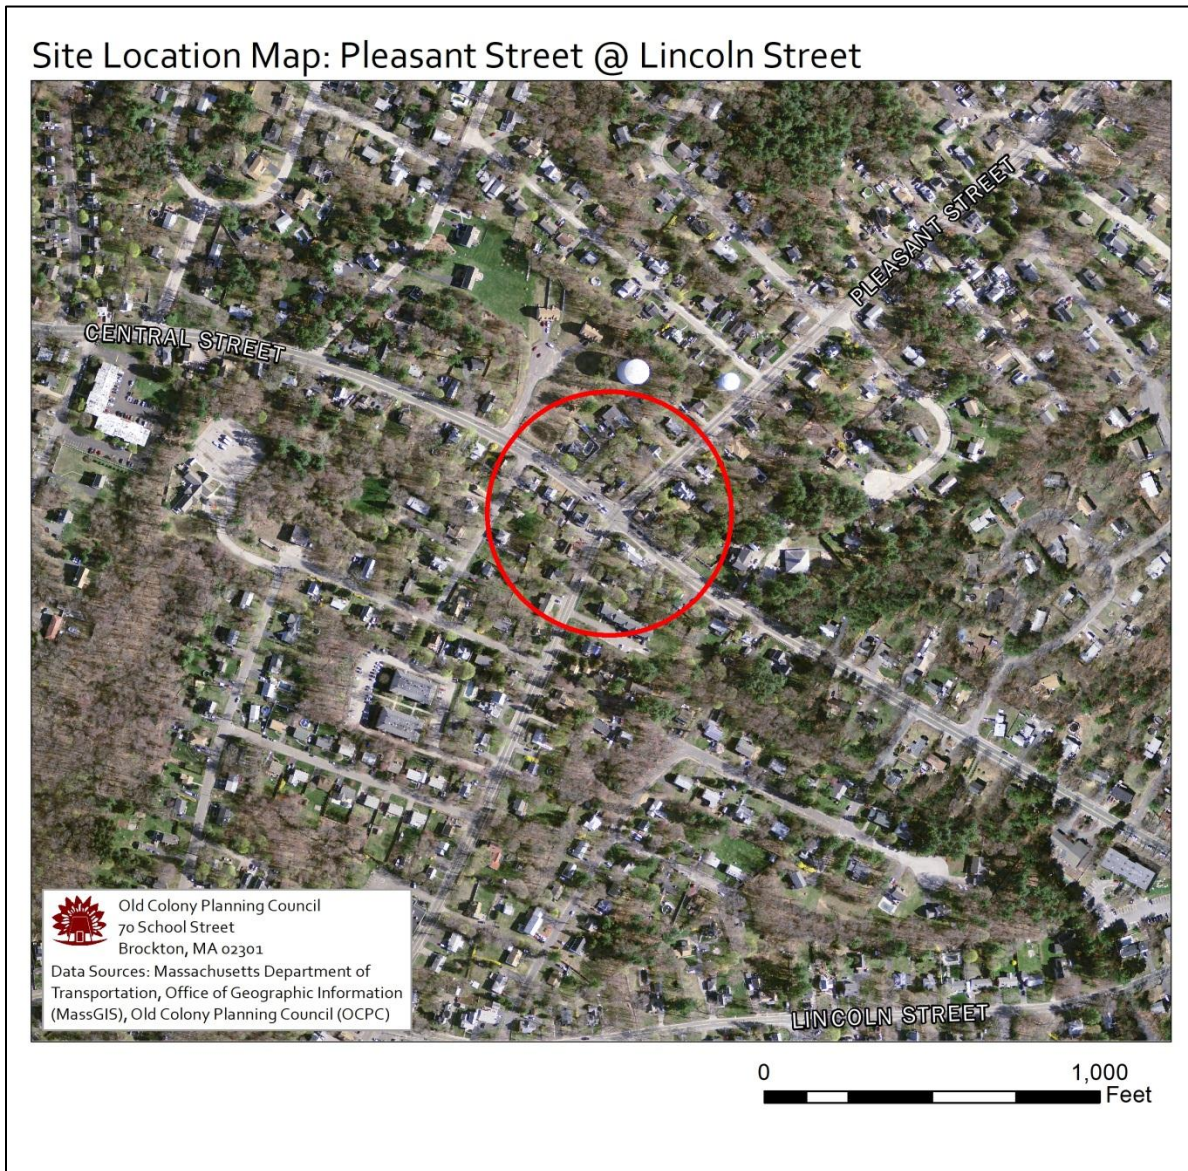 Site Location Map: Pleasant Street @ Lincoln Street
PLEASANT STREET
CENTRAL STREET
Old Colony Planning Council
70 School Street
Brockton, MA 02301
Data Sources: Massachusetts Department of
Transportation, Office of Geographic Information
(MassGIS), Old Colony Planning Council (OCPC)
LINCOLN STREET
0 1,000
Feet